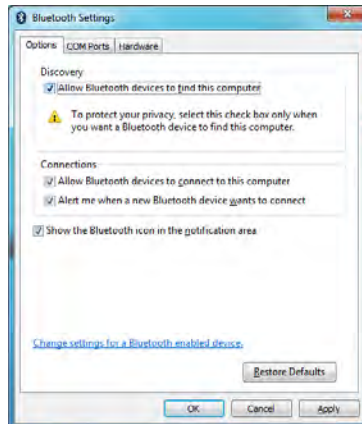 Bluetooth Settings
Options COM Ports Hardware
Discovery
Allow Bluetooth devices to find this computer
To protect your privacy, select this check box only when
you want a Bluetooth device to find this computer.
Connections
Allow Bluetooth devices to connect to this computer
Alert me when a new Bluetooth device wants to connect
Show the Bluetooth icon in the notification area
Change settings for a Bluetooth enabled device.
Restore Defaults
OK Cancel Apply